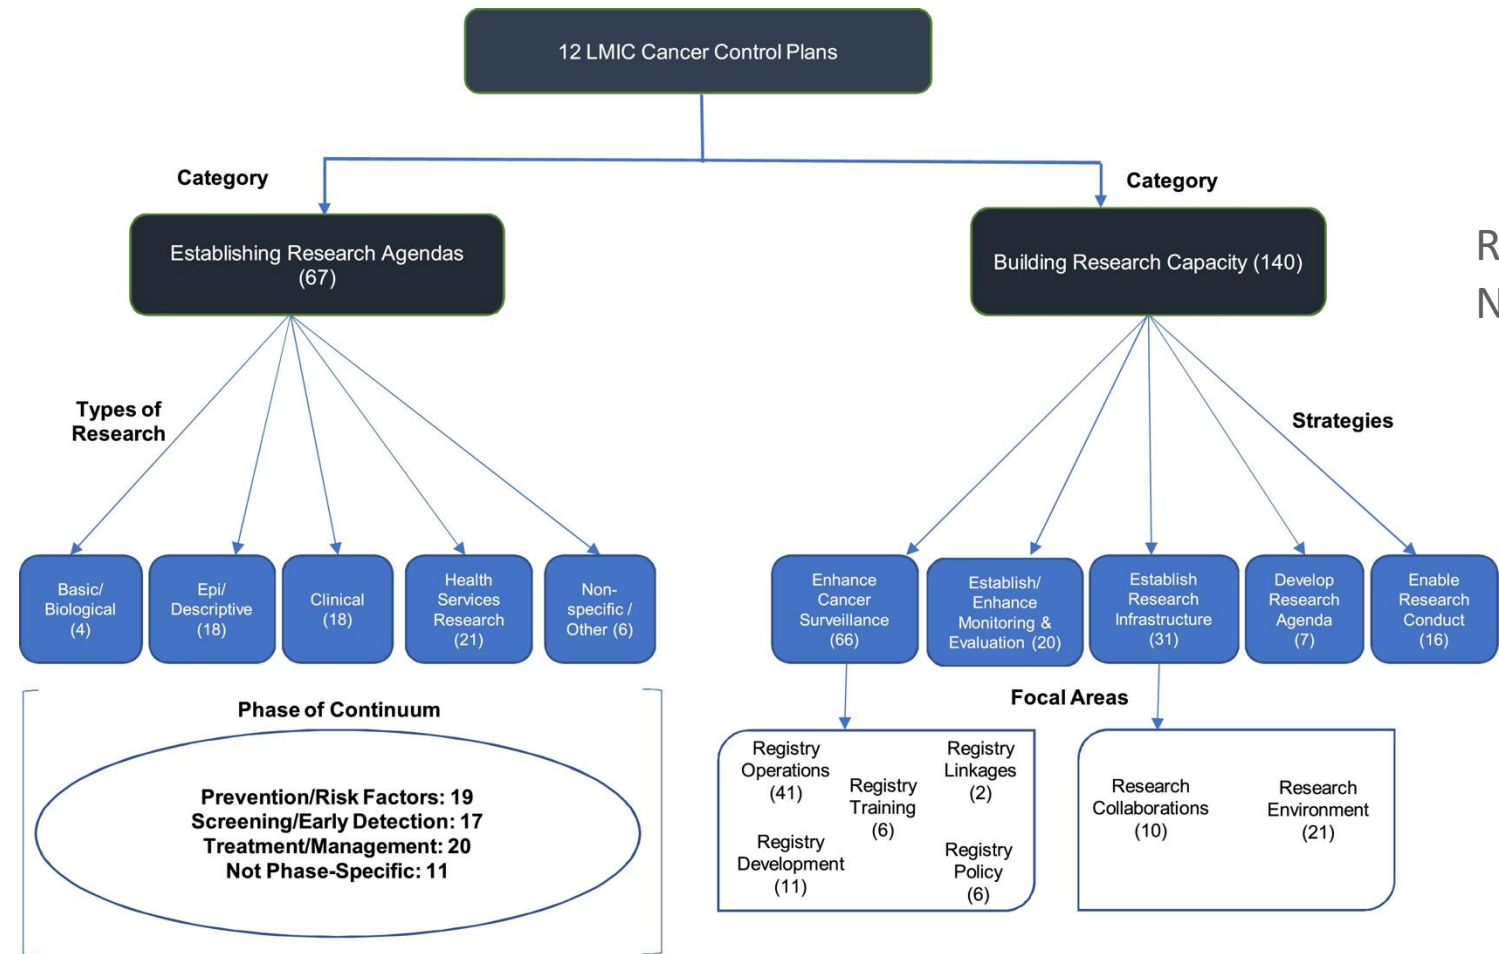 12 LMIC Cancer Control Plans
Category
Category
Establishing Research Agendas
(67)
Building Research Capacity (140)
R
N
Types of
Research
Strategies
Basic/
Biological
(4)
Epi/
Descriptive
(18)
Clinical
(18)
Health
Services
Research
(21)
Non-
specific /
Other (6)
Enhance
Cancer
Surveillance
(66)
Establish/
Enhance
Monitoring &
Evaluation (20)
Establish
Research
Infrastructure
(31)
Develop
Research
Agenda
(7)
Enable
Research
Conduct
(16)
Phase of Continuum
Prevention/Risk Factors: 19
Screening/Early Detection: 17
Treatment/Management: 20
Not Phase-Specific: 11
Focal Areas
Registry
Operations
(41)
Registry
Training
(6)
Registry
Linkages
(2)
Registry
Development
(11)
Registry
Policy
(6)
Research
Collaborations
(10)
Research
Environment
(21)